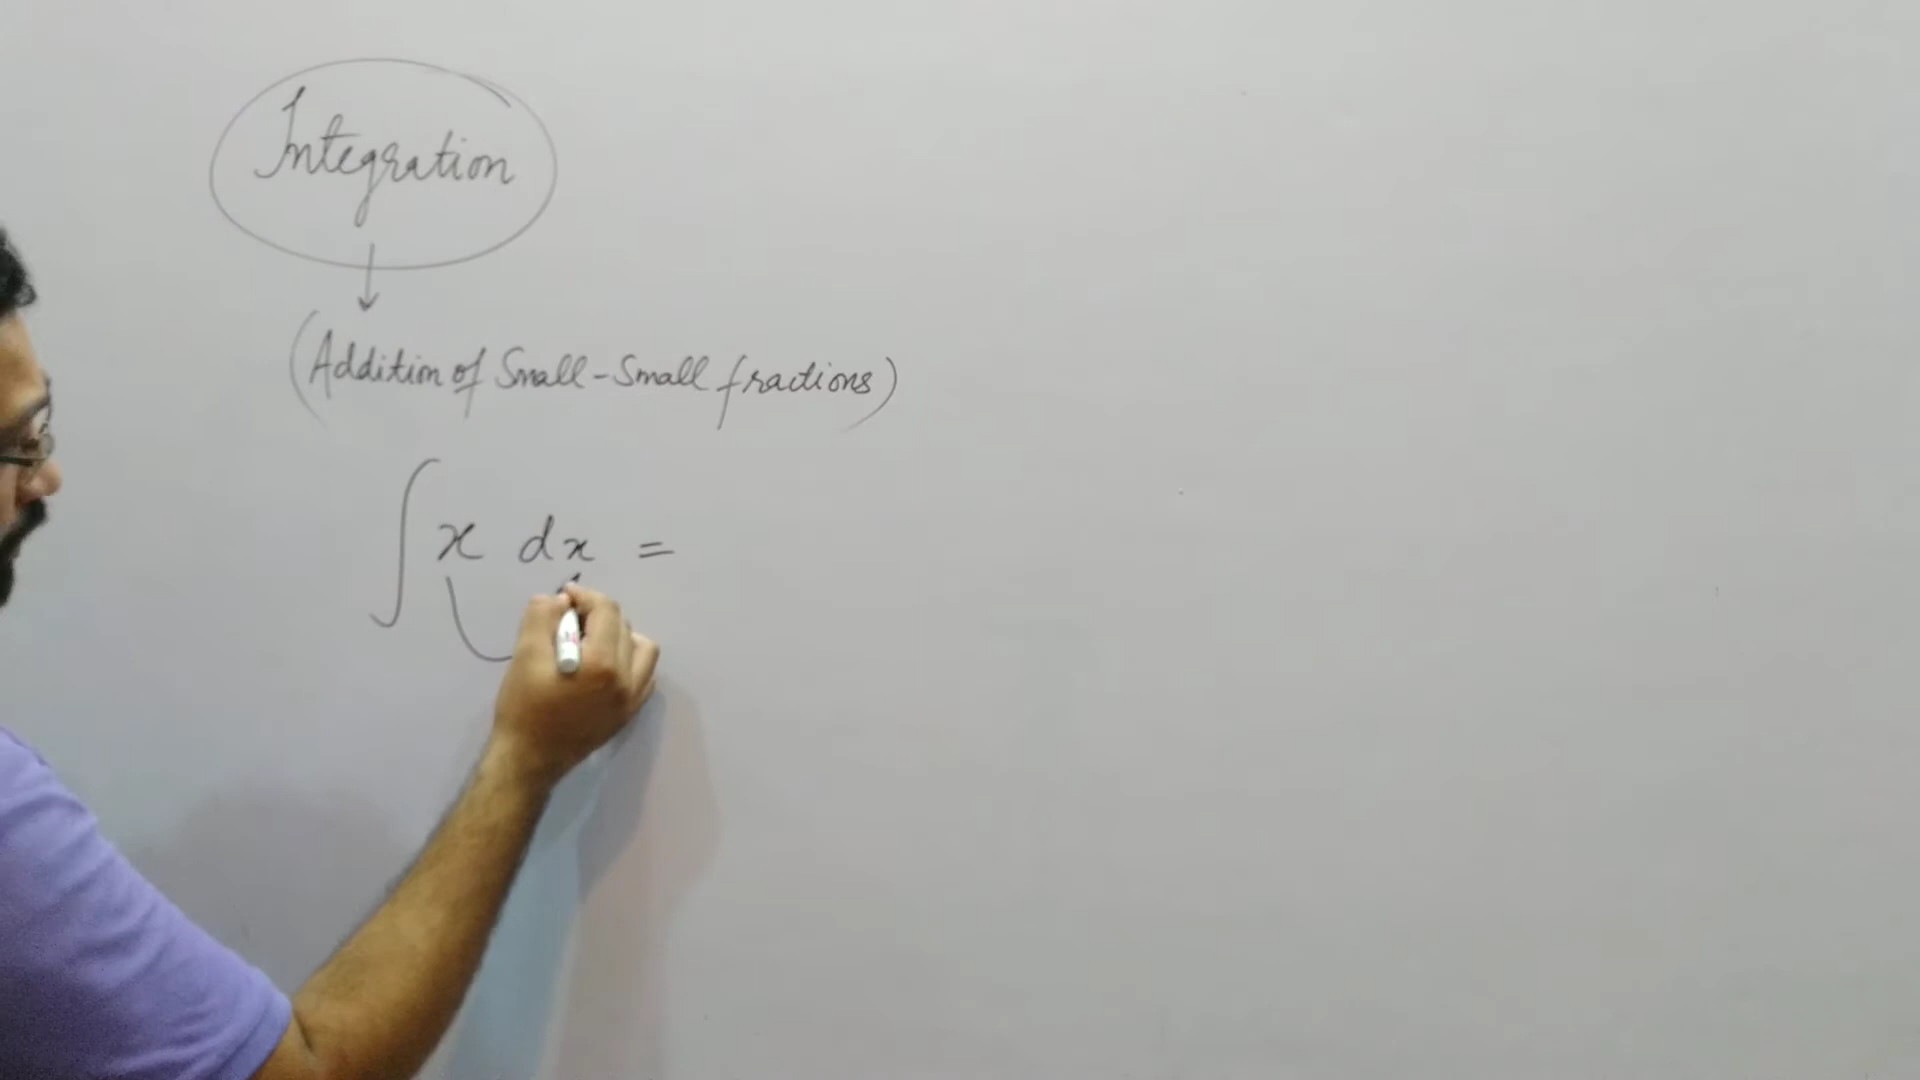 Integration
(Addition of Small-Small fractions)
∫ x dx =